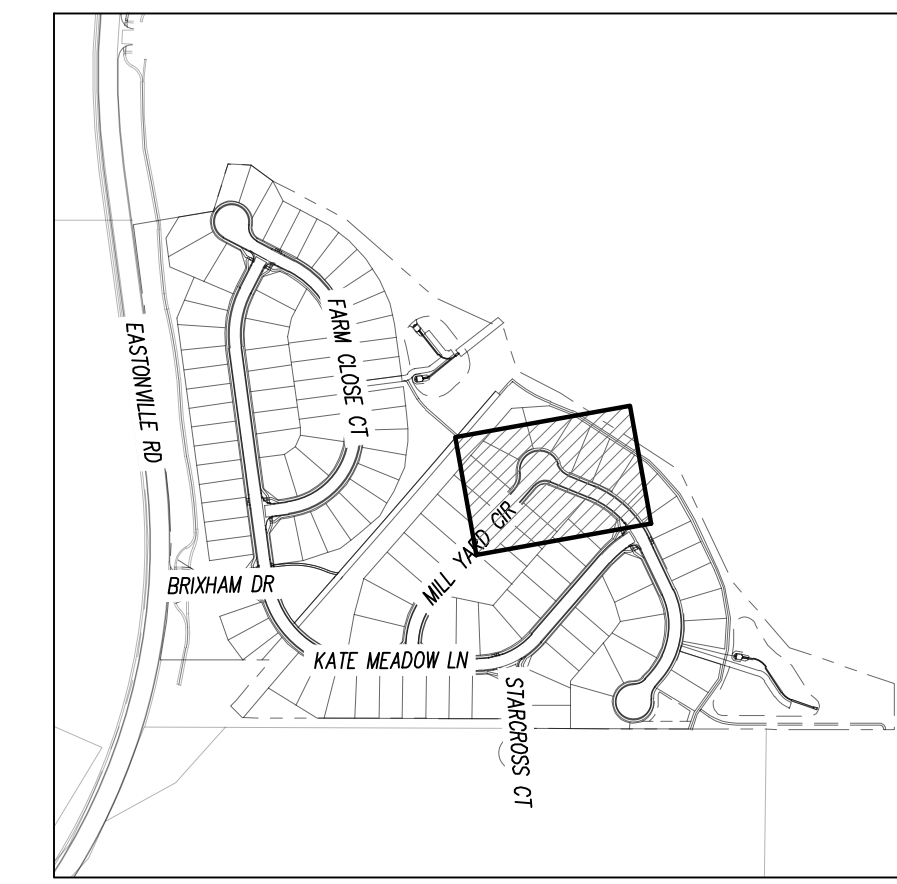 FARM CLOSE CT
EASTONVILLE RD
MILL YARD CIR
BRIXHAM DR
KATE MEADOW LN
STARCROSS CT